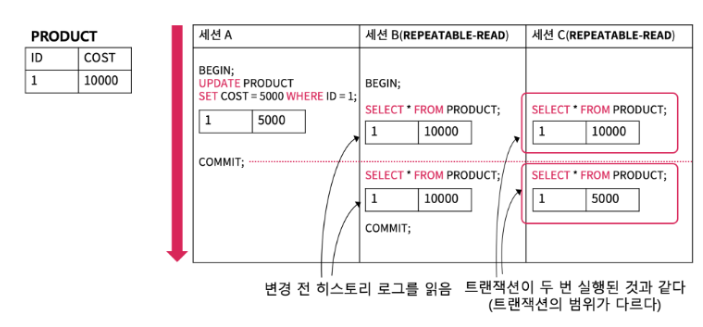 PRODUCT
ID COST
1 10000
세션 A
BEGIN;
UPDATE PRODUCT
SET COST = 5000 WHERE ID = 1;
1 5000
COMMIT;
세션 B(REPEATABLE-READ)
BEGIN;
SELECT * FROM PRODUCT;
1 10000
SELECT * FROM PRODUCT;
1 10000
COMMIT;
세션 C(REPEATABLE-READ)
SELECT * FROM PRODUCT;
1 10000
SELECT * FROM PRODUCT;
1 5000
변경 전 히스토리 로그를 읽음
트랜잭션이 두 번 실행된 것과 같다
(트랜잭션의 범위가 다르다)